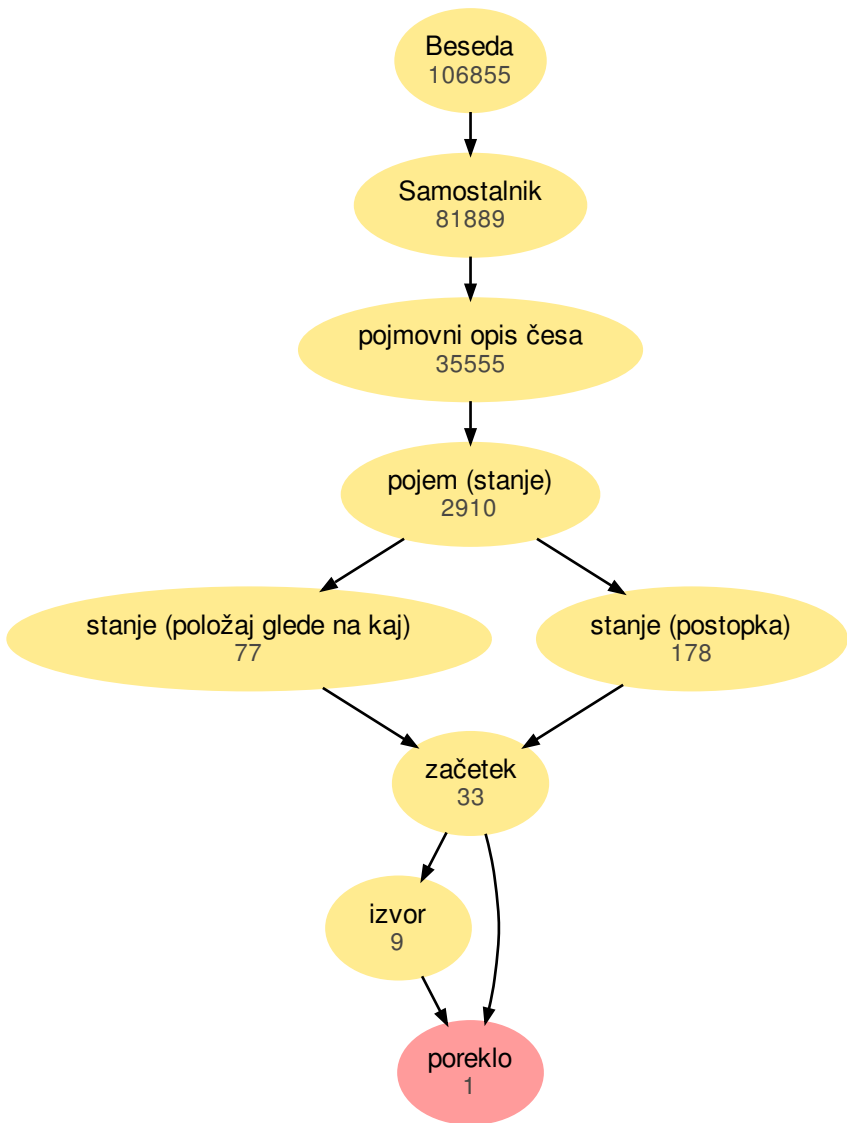 Beseda
106855
Samostalnik
81889
pojmovni opis česa
35555
pojem (stanje)
2910
stanje (položaj glede na kaj)
77
stanje (postopka)
178
začetek
33
izvor
9
poreklo
1